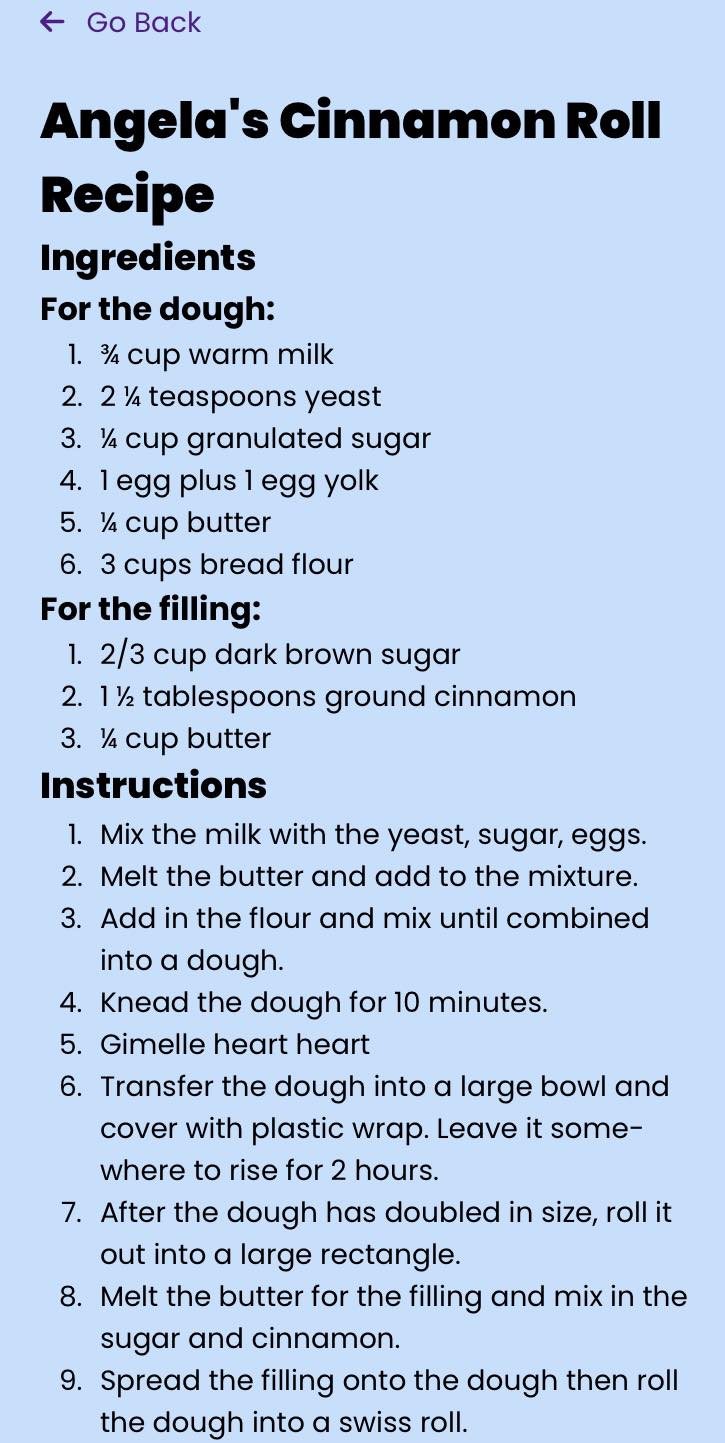 ← Go Back
Angela's Cinnamon Roll
Recipe
Ingredients
For the dough:
1. ¾ cup warm milk
2. 2 ¼ teaspoons yeast
3. ¼ cup granulated sugar
4. 1 egg plus 1 egg yolk
5. ¼ cup butter
6. 3 cups bread flour
For the filling:
1. 2/3 cup dark brown sugar
2. 1 ½ tablespoons ground cinnamon
3. ¼ cup butter
Instructions
1. Mix the milk with the yeast, sugar, eggs.
2. Melt the butter and add to the mixture.
3. Add in the flour and mix until combined
into a dough.
4. Knead the dough for 10 minutes.
5. Gimelle heart heart
6. Transfer the dough into a large bowl and
cover with plastic wrap. Leave it some-
where to rise for 2 hours.
7. After the dough has doubled in size, roll it
out into a large rectangle.
8. Melt the butter for the filling and mix in the
sugar and cinnamon.
9. Spread the filling onto the dough then roll
the dough into a swiss roll.